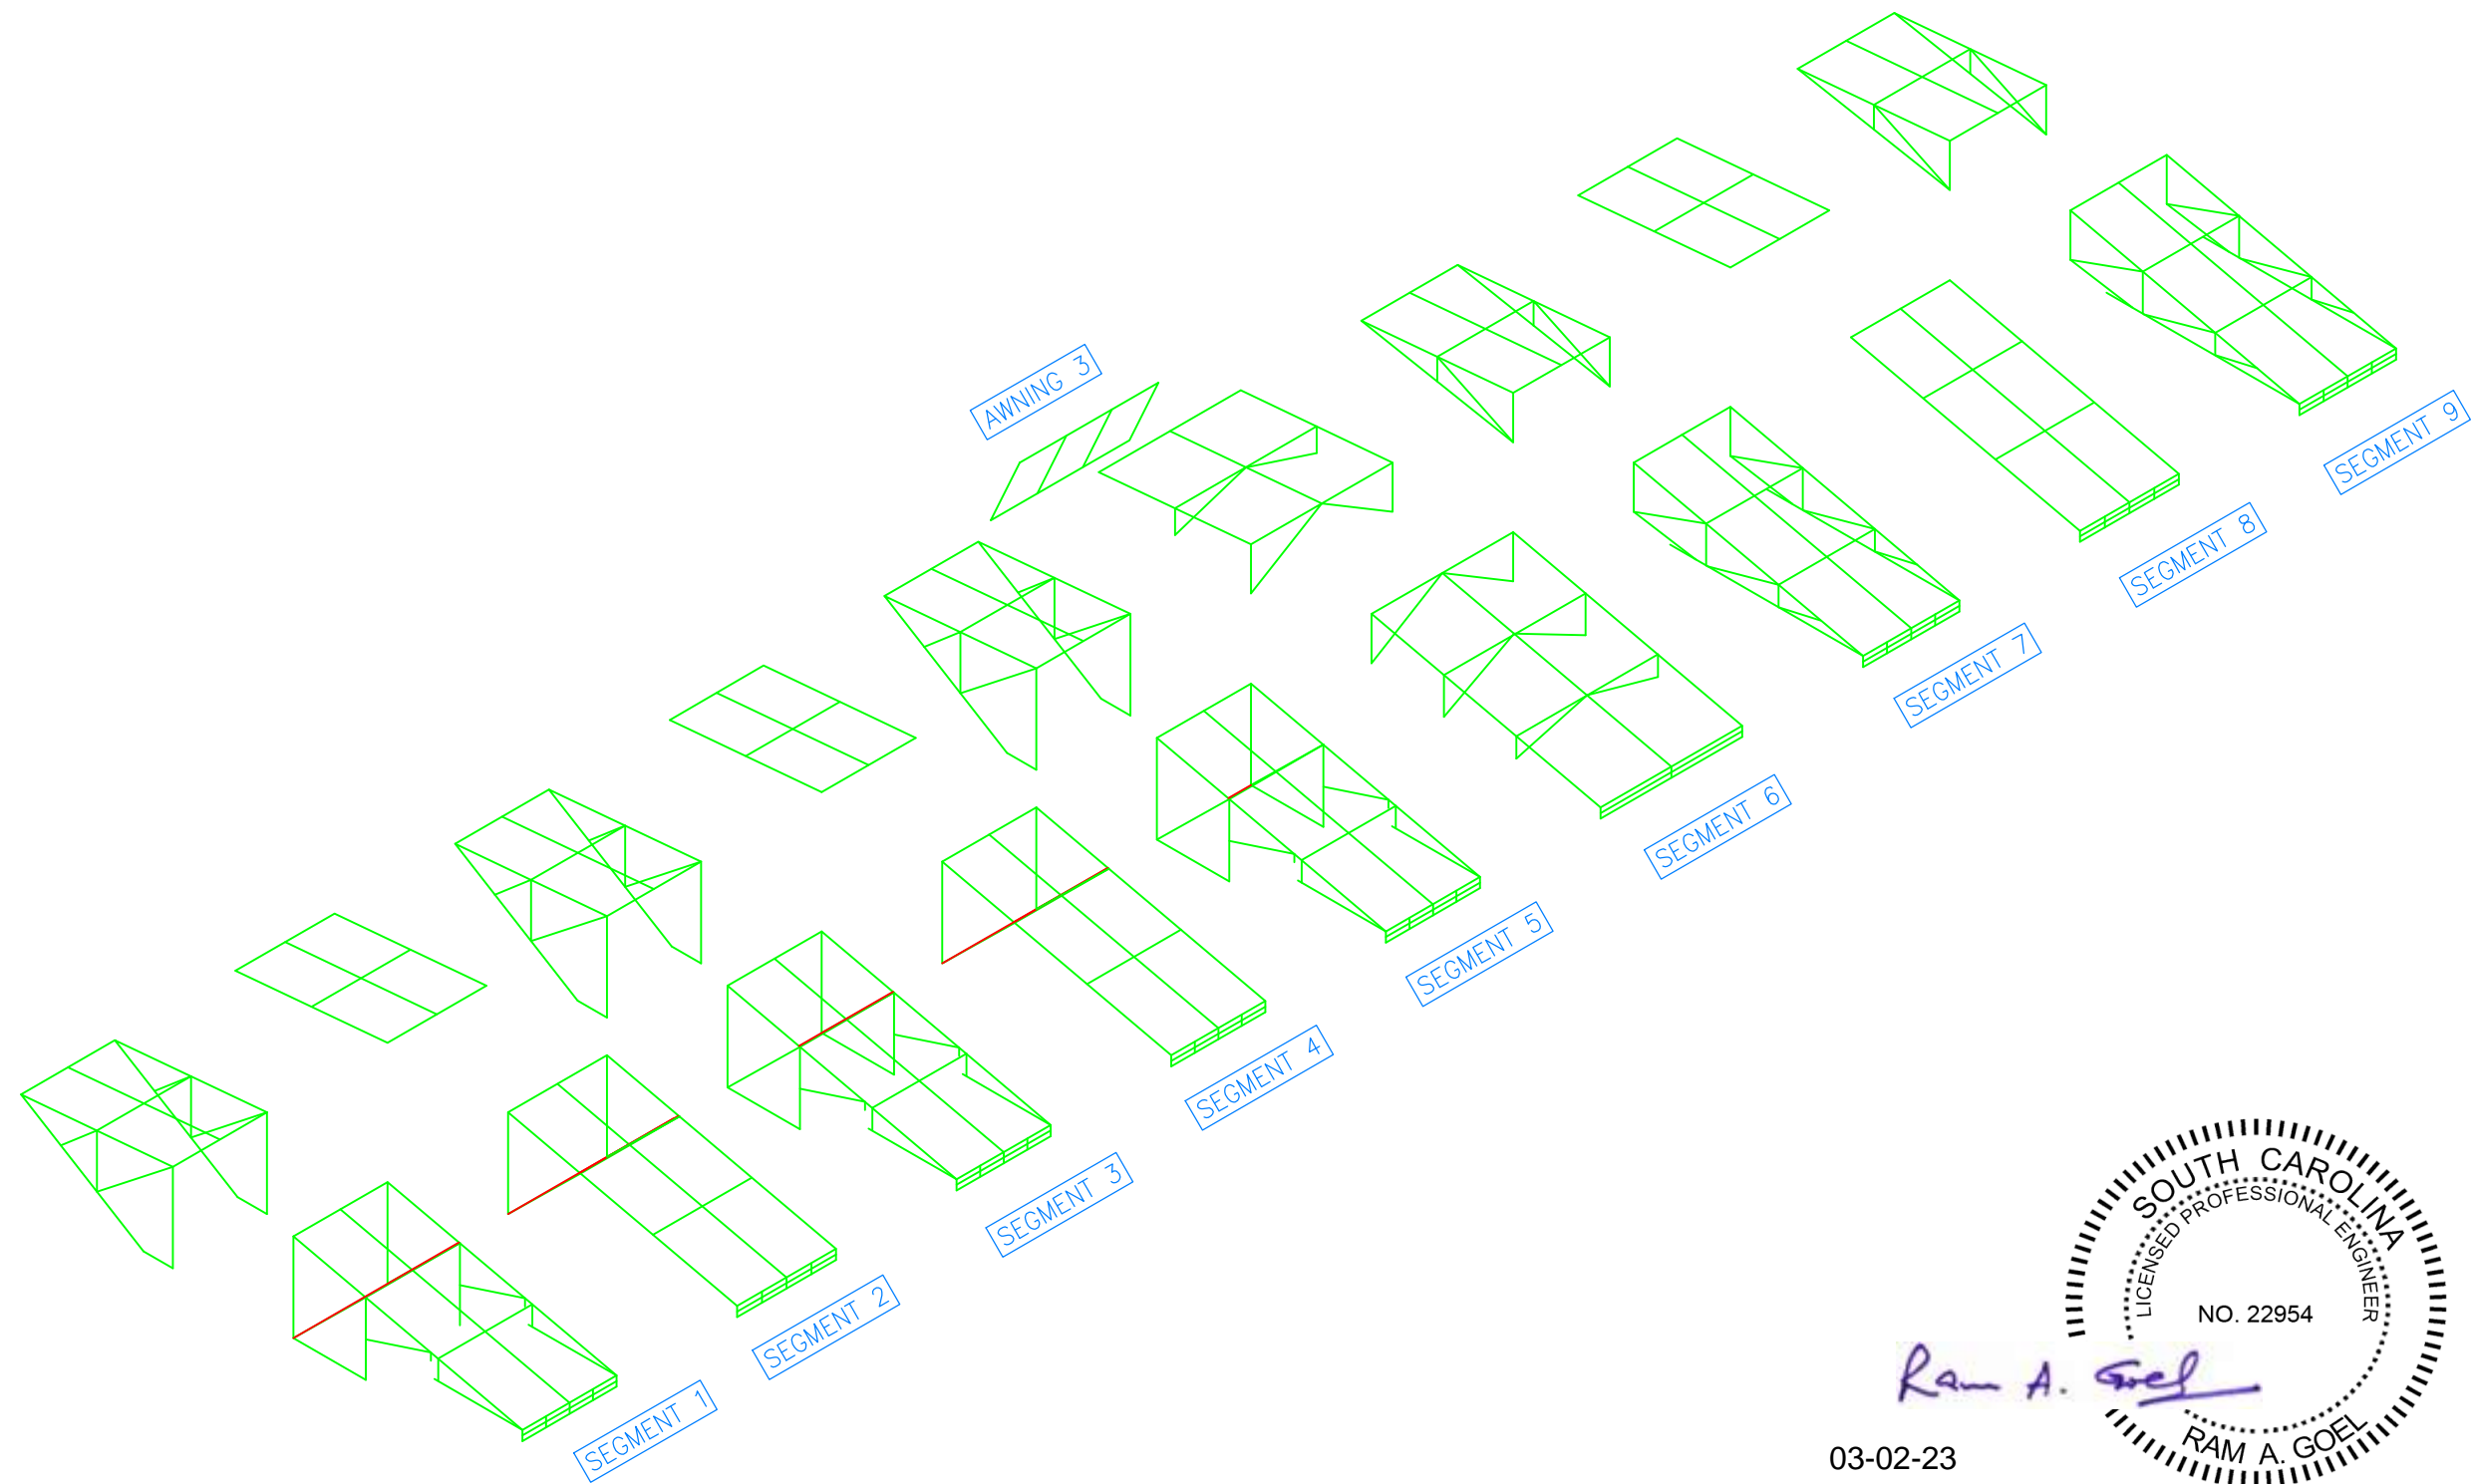 AWNING 3
SEGMENT 9
SEGMENT 8
SEGMENT 7
SEGMENT 6
SEGMENT 5
SEGMENT 4
SEGMENT 3
SEGMENT 2
SEGMENT 1
SOUTH CAROLINA
LICENSED PROFESSIONAL ENGINEER
NO. 22954
Ram A. Goel
RAM A. GOEL
03-02-23